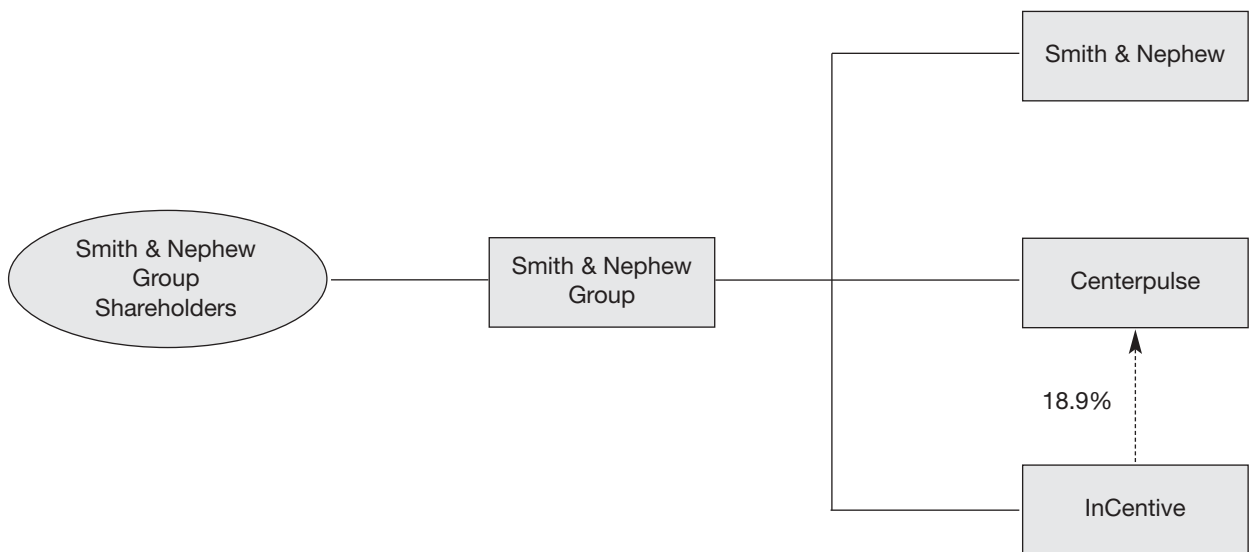 Smith & Nephew
Smith & Nephew
Group
Shareholders
Smith & Nephew
Group
Centerpulse
18.9%
InCentive